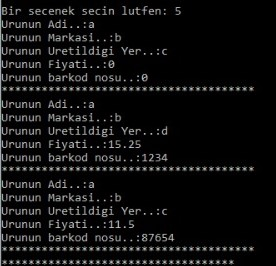 Bir secenek secin lutfen: 5
Urunun Adi..:a
Urunun Markasi..:b
Urunun Uretildigi Yer..:c
Urunun Fiyati..:0
Urunun barkod nosu..:0
**************************************
Urunun Adi..:a
Urunun Markasi..:b
Urunun Uretildigi Yer..:d
Urunun Fiyati..:15.25
Urunun barkod nosu..:1234
**************************************
Urunun Adi..:a
Urunun Markasi..:b
Urunun Uretildigi Yer..:c
Urunun Fiyati..:11.5
Urunun barkod nosu..:87654
**************************************
***********************************